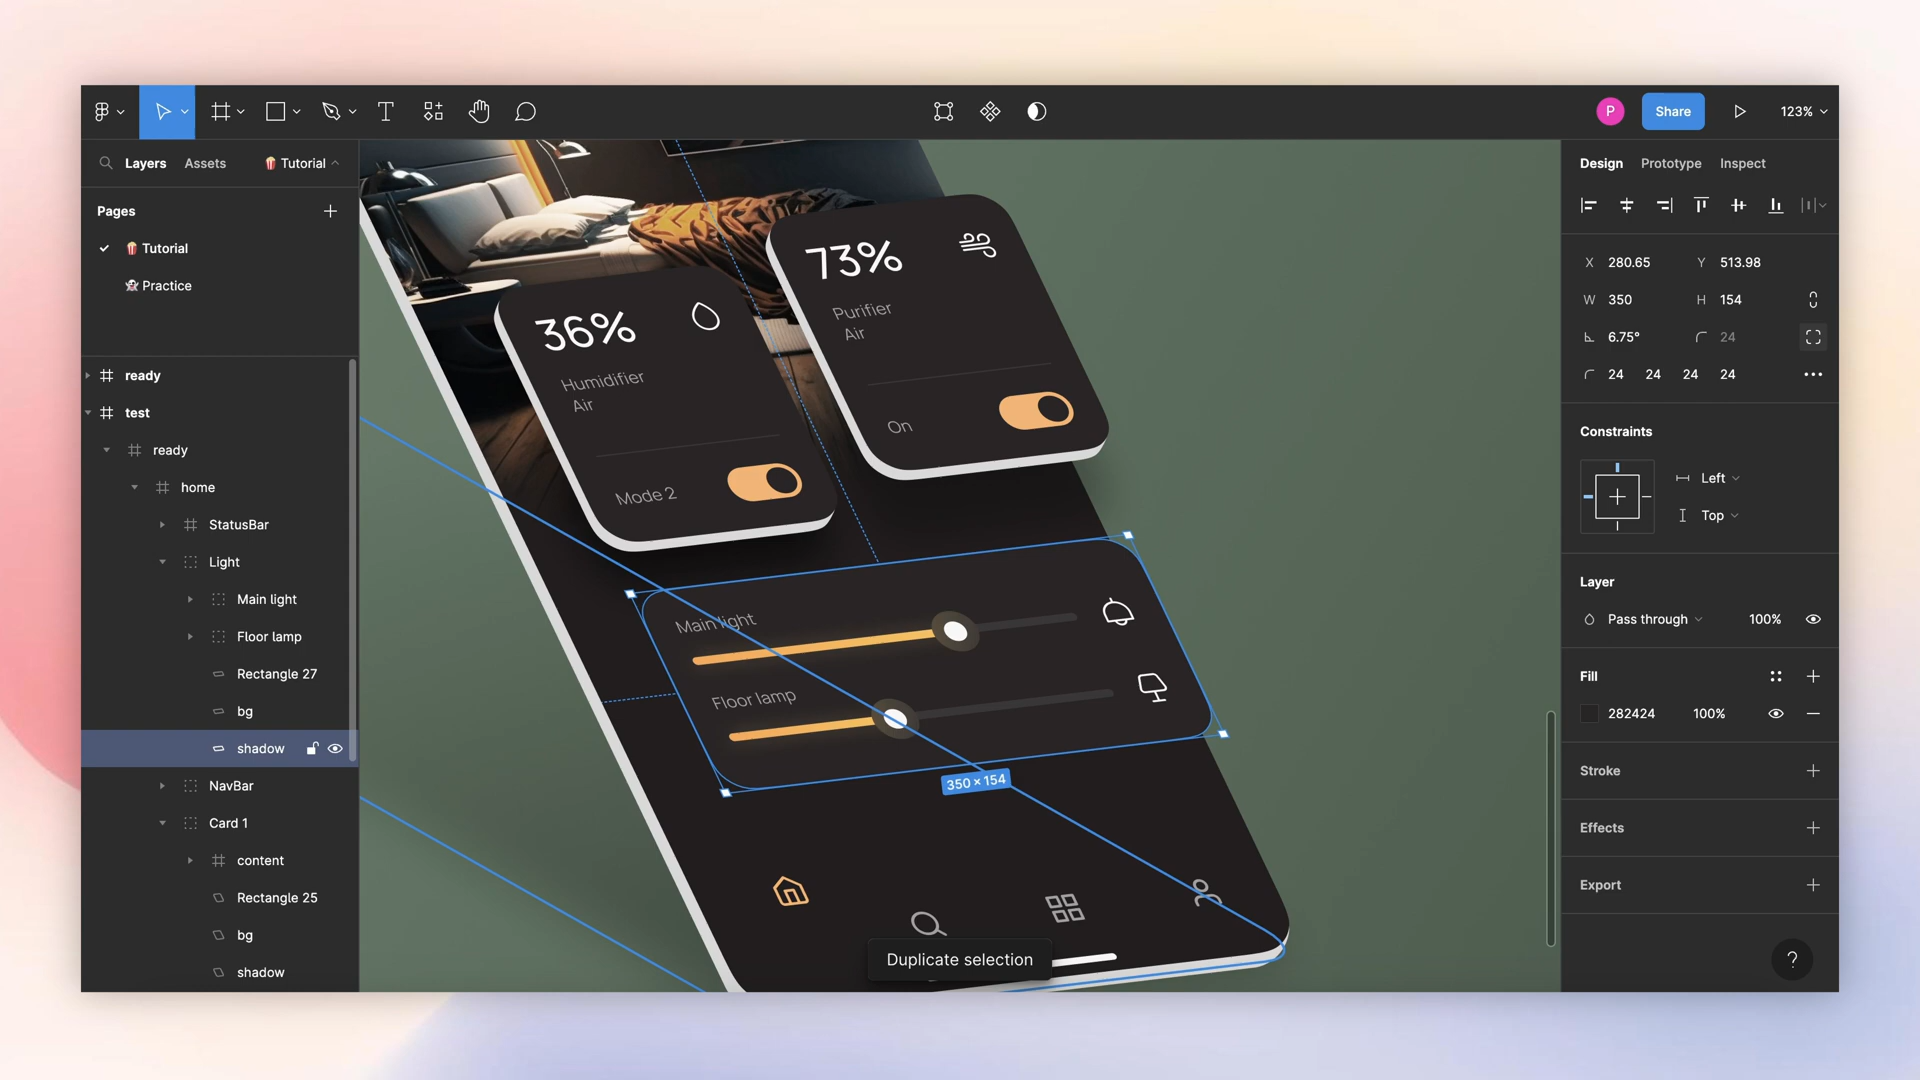 P
Share
123%
Layers
Assets
Tutorial
Pages
Tutorial
Practice
ready
test
ready
home
StatusBar
Light
Main light
Floor lamp
Rectangle 27
bg
shadow
NavBar
Card 1
content
Rectangle 25
bg
shadow
73%
Purifier
Air
On
36%
Humidifier
Air
Mode 2
Main light
Floor lamp
350 × 154
Duplicate selection
Design
Prototype
Inspect
X 280.65
Y 513.98
W 350
H 154
6.75°
24
24 24 24 24
Constraints
Left
Top
Layer
Pass through
100%
Fill
282424
100%
Stroke
Effects
Export
?